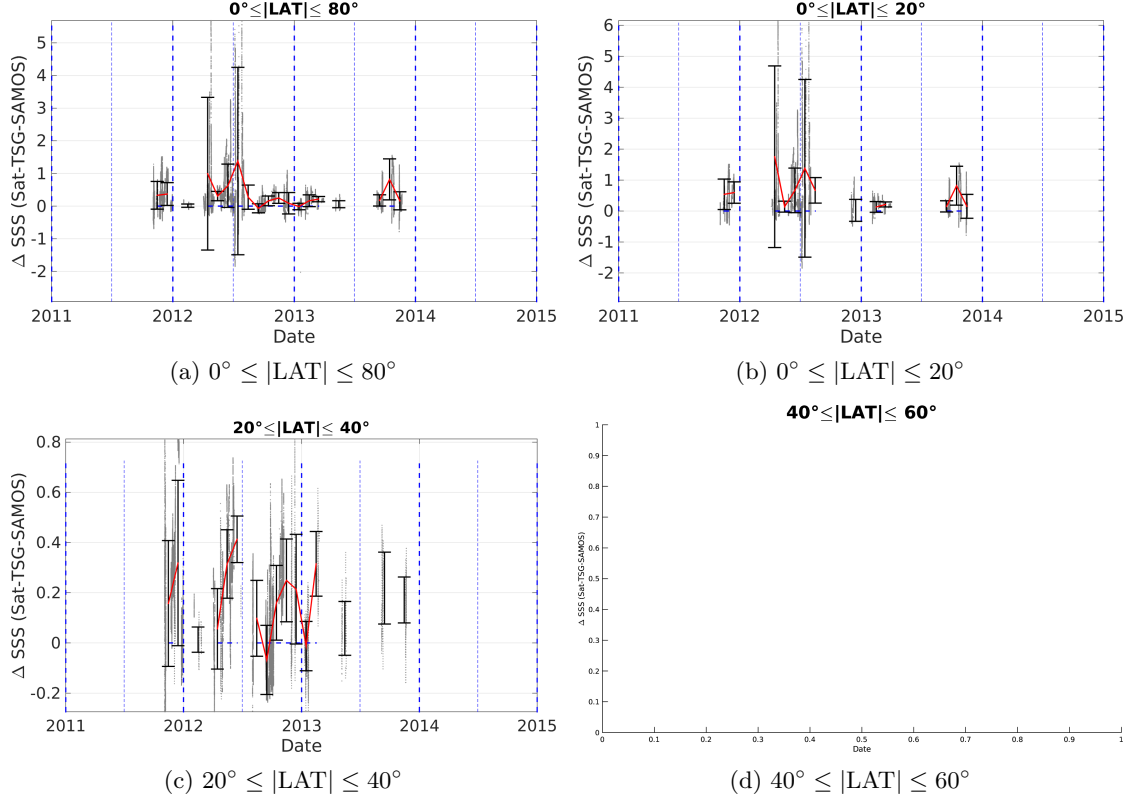 0°≤|LAT|≤ 80°
Δ SSS (Sat-TSG-SAMOS)
5
4
3
2
1
0
-1
-2
2011 2012 2013 2014 2015
Date
(a) 0° ≤ |LAT| ≤ 80°
0°≤|LAT|≤ 20°
Δ SSS (Sat-TSG-SAMOS)
6
5
4
3
2
1
0
-1
-2
2011 2012 2013 2014 2015
Date
(b) 0° ≤ |LAT| ≤ 20°
20°≤|LAT|≤ 40°
Δ SSS (Sat-TSG-SAMOS)
0.8
0.6
0.4
0.2
0
-0.2
2011 2012 2013 2014 2015
Date
(c) 20° ≤ |LAT| ≤ 40°
40°≤|LAT|≤ 60°
Δ SSS (Sat-TSG-SAMOS)
1
0.9
0.8
0.7
0.6
0.5
0.4
0.3
0.2
0.1
0
0 0.1 0.2 0.3 0.4 0.5 0.6 0.7 0.8 0.9 1
Date
(d) 40° ≤ |LAT| ≤ 60°